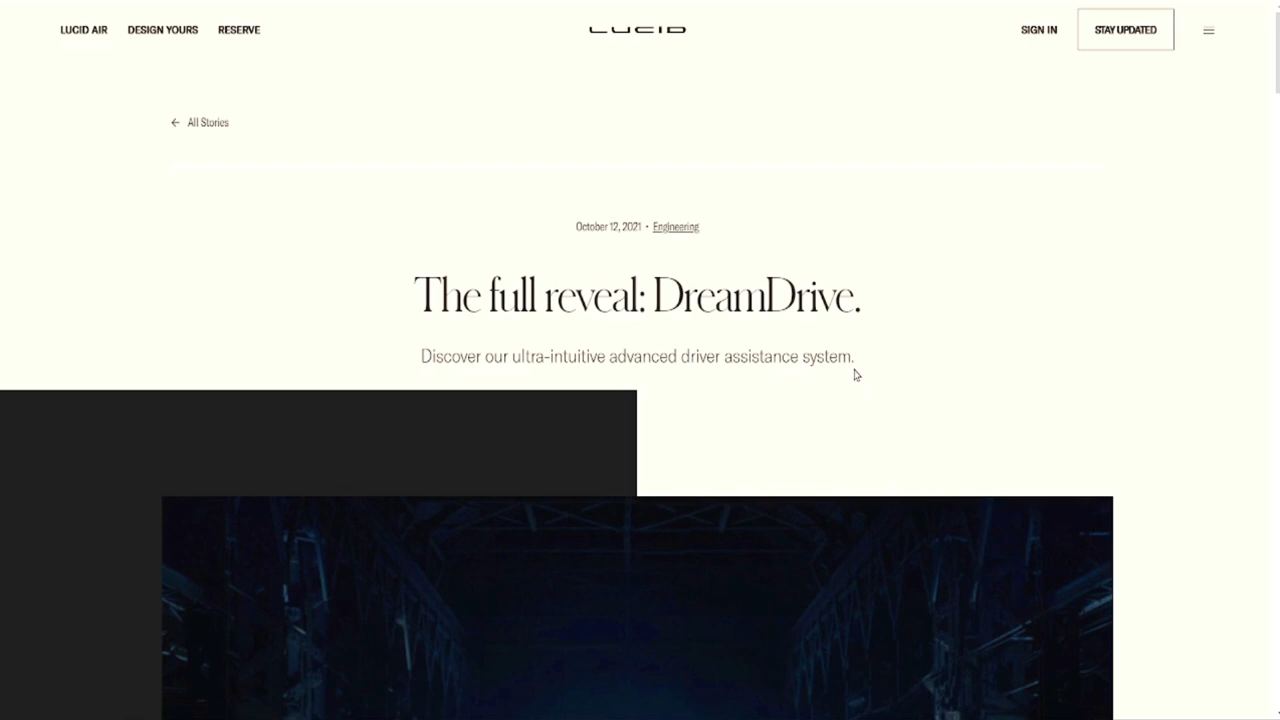 LUCID AIR DESIGN YOURS RESERVE LUCID SIGN IN STAY UPDATED
← All Stories
October 12, 2021 • Engineering
The full reveal: DreamDrive.
Discover our ultra-intuitive advanced driver assistance system.